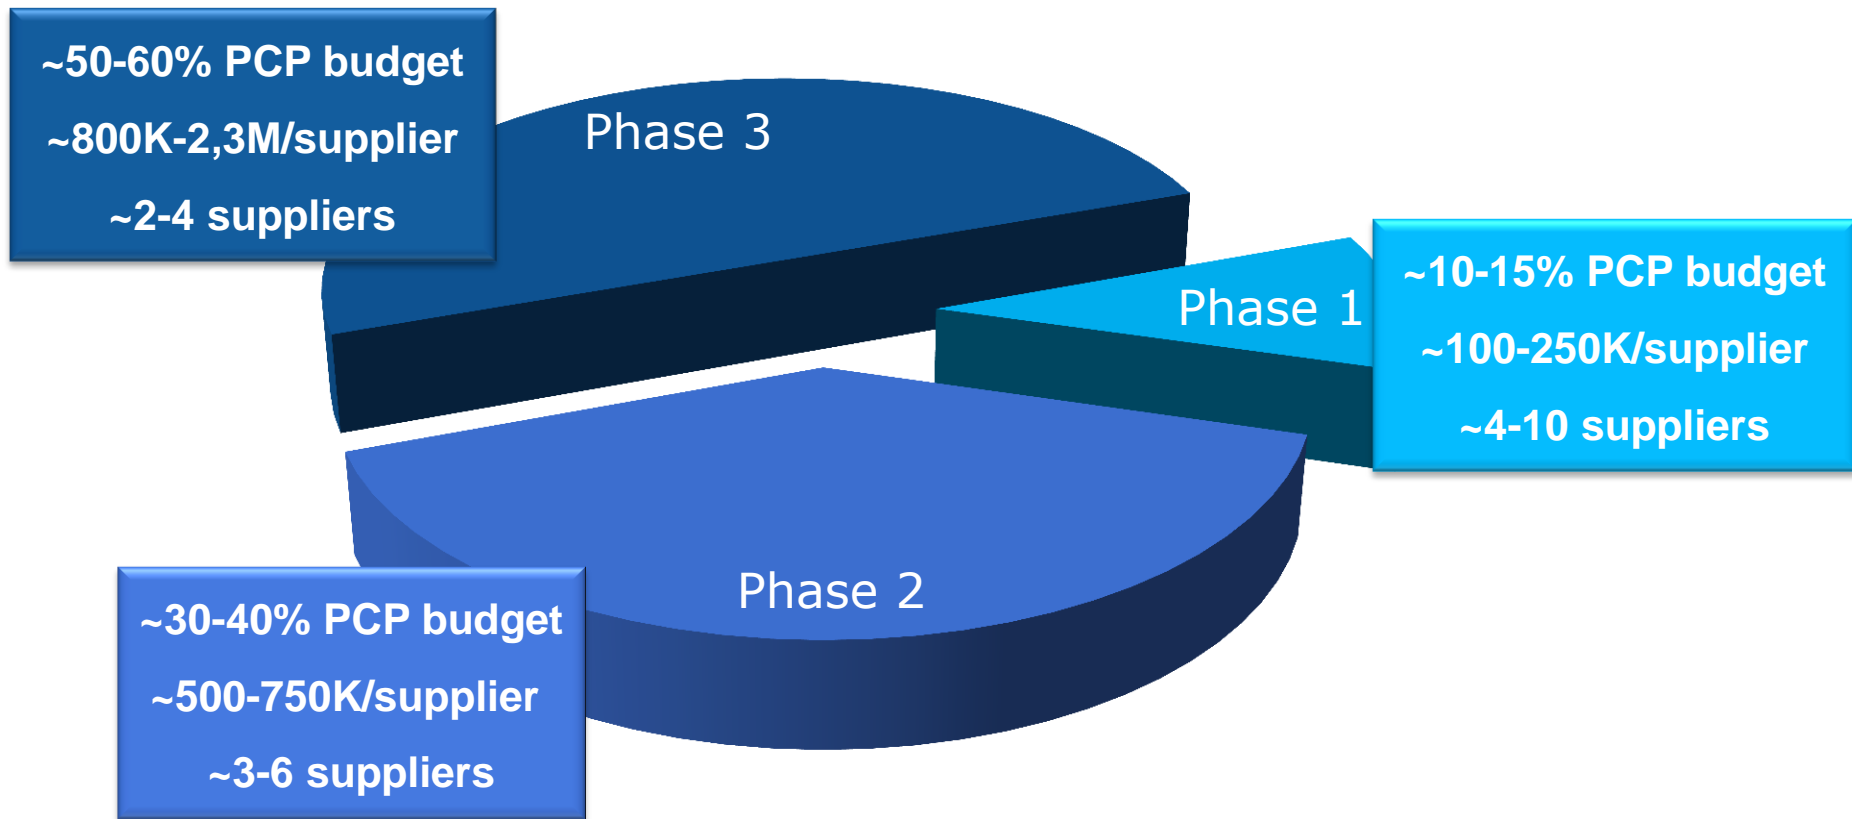 ~50-60% PCP budget
~800K-2,3M/supplier
~2-4 suppliers
Phase 3
Phase 1
~10-15% PCP budget
~100-250K/supplier
~4-10 suppliers
Phase 2
~30-40% PCP budget
~500-750K/supplier
~3-6 suppliers